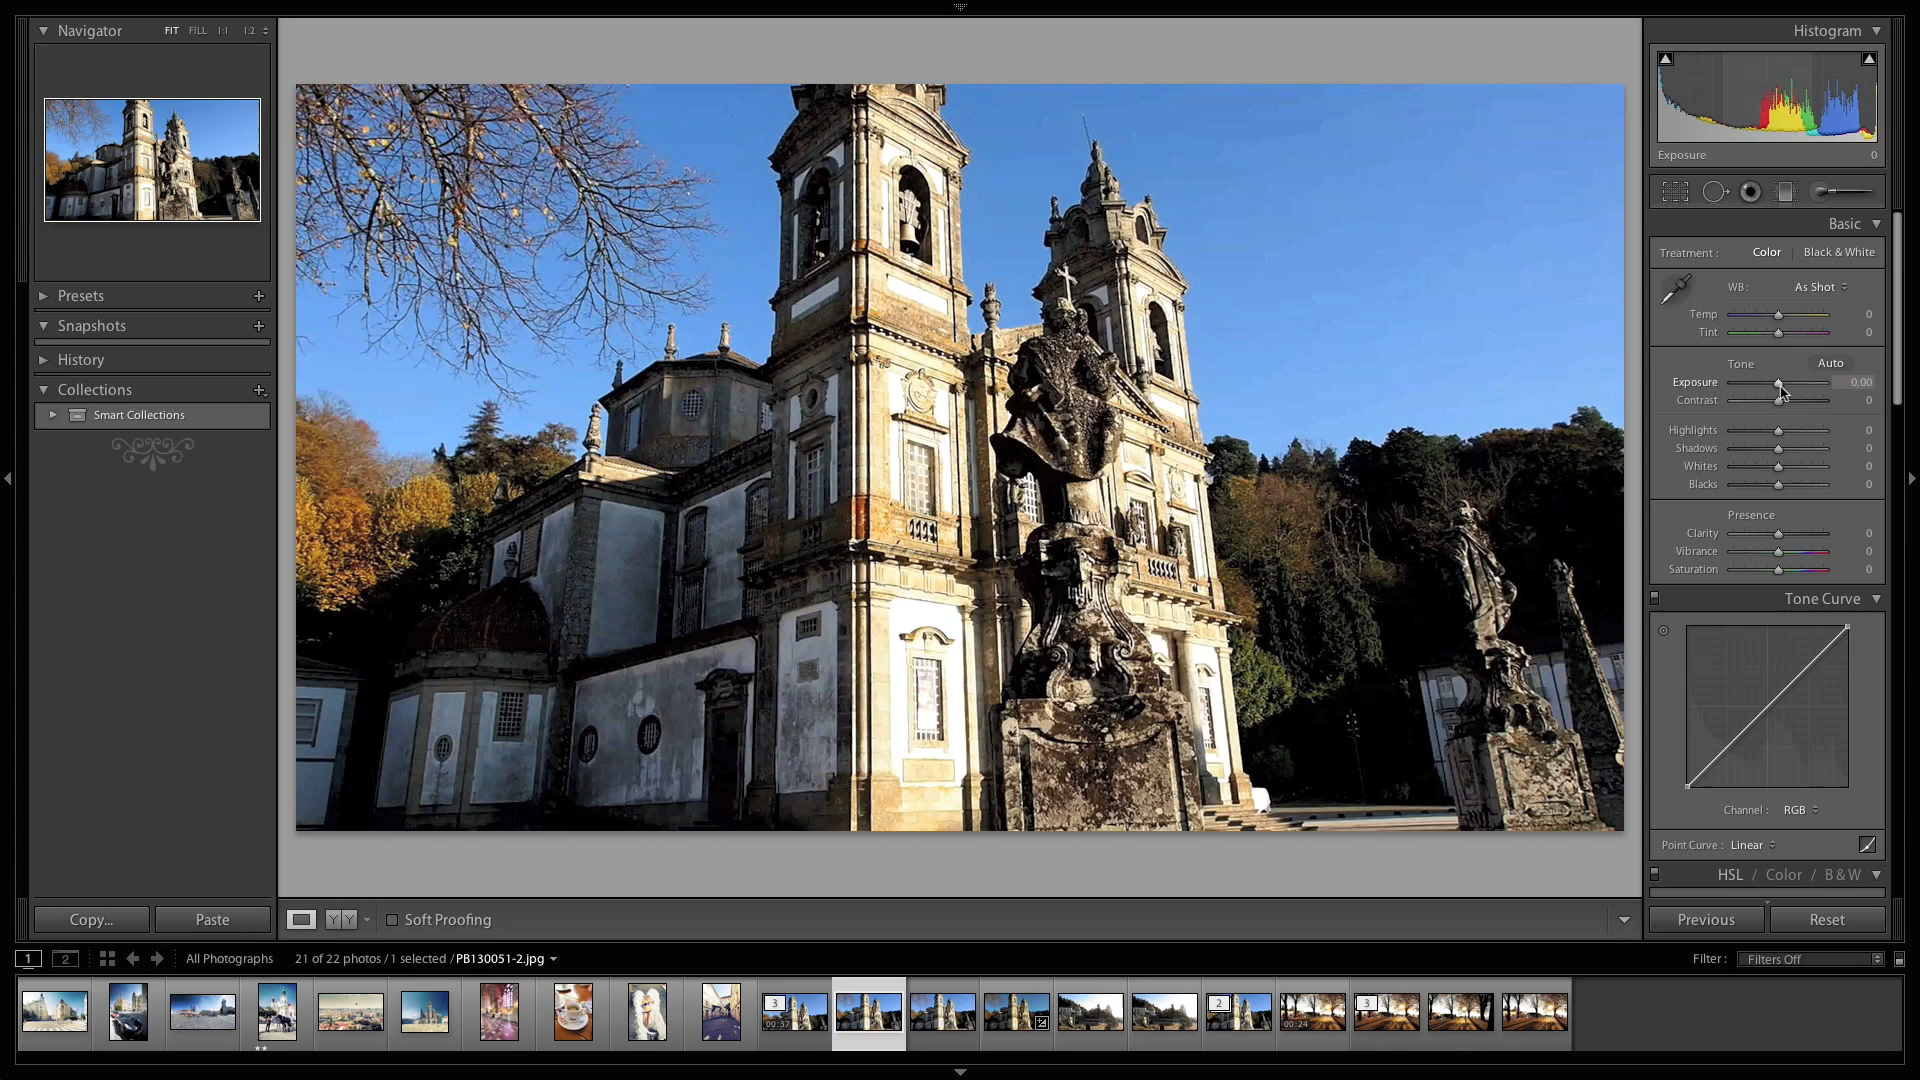 Navigator
FIT FILL 1:1 1:2
Presets
Snapshots
History
Collections
Smart Collections
Copy...
Paste
Soft Proofing
Histogram
Exposure 0
Basic
Treatment : Color Black & White
WB : As Shot
Temp 0
Tint 0
Tone Auto
Exposure 0,00
Contrast 0
Highlights 0
Shadows 0
Whites 0
Blacks 0
Presence
Clarity 0
Vibrance 0
Saturation 0
Tone Curve
Channel : RGB
Point Curve : Linear
HSL / Color / B & W
Previous
Reset
1 2 All Photographs 21 of 22 photos / 1 selected / PB130051-2.jpg
Filter : Filters Off
3 2 3
00:37 00:24